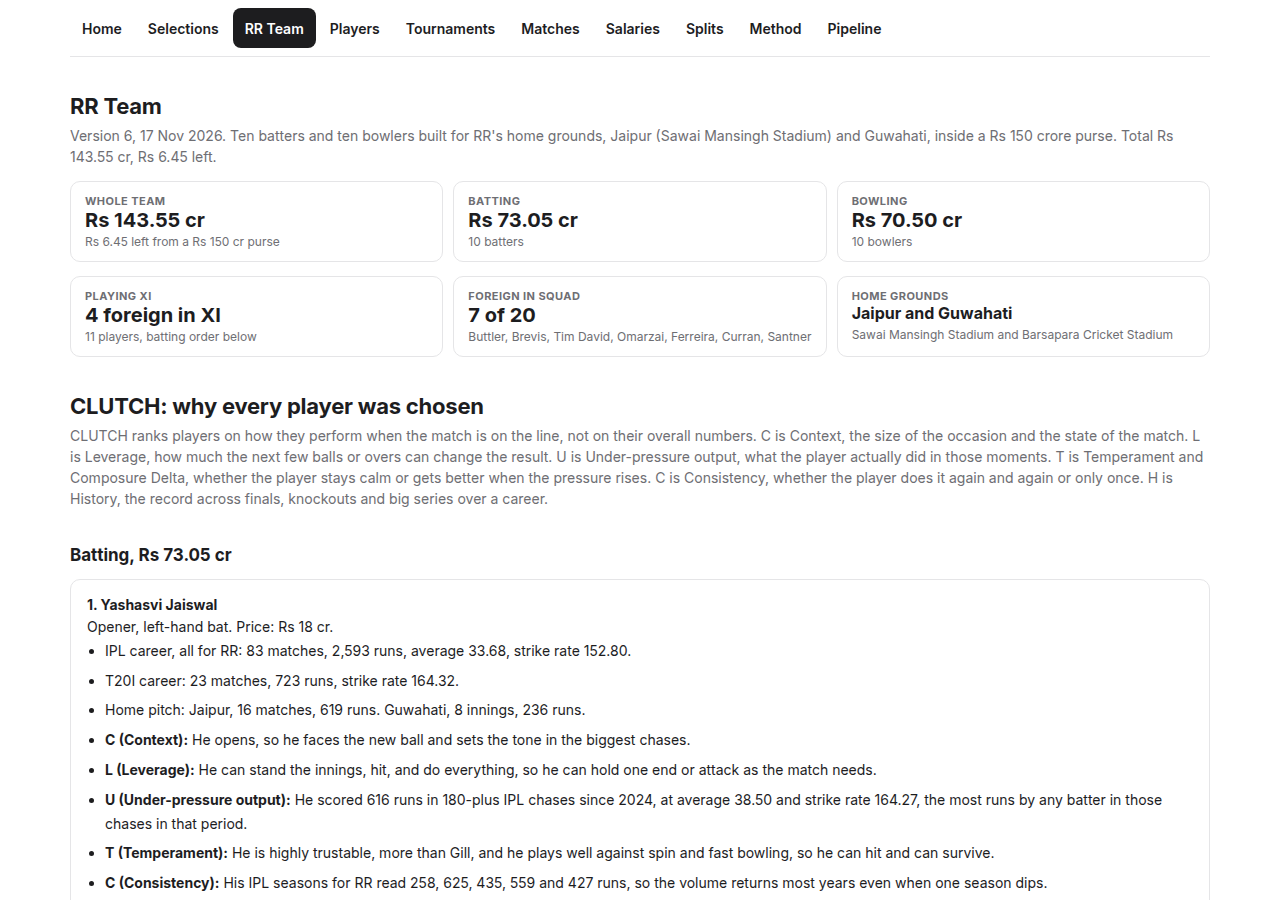 Home Selections RR Team Players Tournaments Matches Salaries Splits Method Pipeline
RR Team
Version 6, 17 Nov 2026. Ten batters and ten bowlers built for RR's home grounds, Jaipur (Sawai Mansingh Stadium) and Guwahati, inside a Rs 150 crore purse. Total Rs
143.55 cr, Rs 6.45 left.
WHOLE TEAM
Rs 143.55 cr
Rs 6.45 left from a Rs 150 cr purse
BATTING
Rs 73.05 cr
10 batters
BOWLING
Rs 70.50 cr
10 bowlers
PLAYING XI
4 foreign in XI
11 players, batting order below
FOREIGN IN SQUAD
7 of 20
Buttler, Brevis, Tim David, Omarzai, Ferreira, Curran, Santner
HOME GROUNDS
Jaipur and Guwahati
Sawai Mansingh Stadium and Barsapara Cricket Stadium
CLUTCH: why every player was chosen
CLUTCH ranks players on how they perform when the match is on the line, not on their overall numbers. C is Context, the size of the occasion and the state of the match. L
is Leverage, how much the next few balls or overs can change the result. U is Under-pressure output, what the player actually did in those moments. T is Temperament and
Composure Delta, whether the player stays calm or gets better when the pressure rises. C is Consistency, whether the player does it again and again or only once. H is
History, the record across finals, knockouts and big series over a career.
Batting, Rs 73.05 cr
1. Yashasvi Jaiswal
Opener, left-hand bat. Price: Rs 18 cr.
• IPL career, all for RR: 83 matches, 2,593 runs, average 33.68, strike rate 152.80.
• T20I career: 23 matches, 723 runs, strike rate 164.32.
• Home pitch: Jaipur, 16 matches, 619 runs. Guwahati, 8 innings, 236 runs.
• C (Context): He opens, so he faces the new ball and sets the tone in the biggest chases.
• L (Leverage): He can stand the innings, hit, and do everything, so he can hold one end or attack as the match needs.
• U (Under-pressure output): He scored 616 runs in 180-plus IPL chases since 2024, at average 38.50 and strike rate 164.27, the most runs by any batter in those
chases in that period.
• T (Temperament): He is highly trustable, more than Gill, and he plays well against spin and fast bowling, so he can hit and can survive.
• C (Consistency): His IPL seasons for RR read 258, 625, 435, 559 and 427 runs, so the volume returns most years even when one season dips.